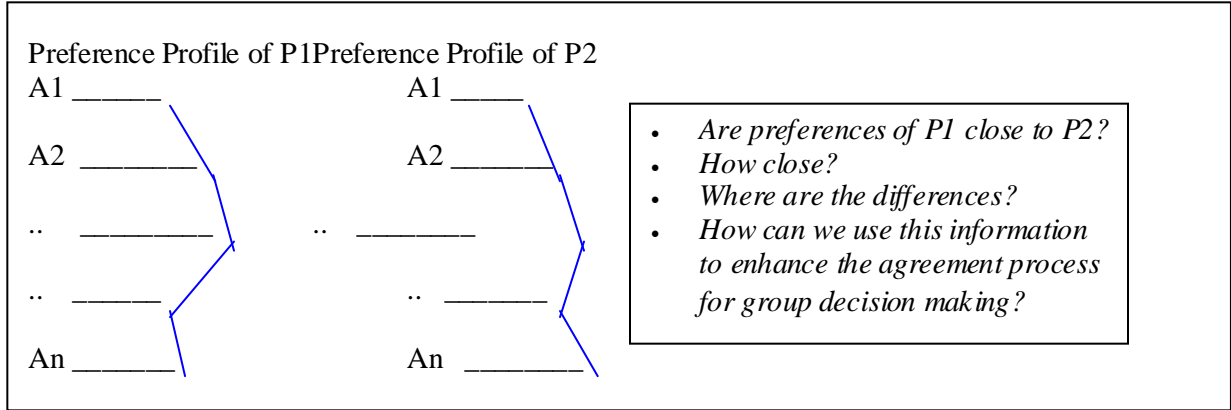 Preference Profile of P1Preference Profile of P2
A1 ______ A1 _____
A2 ________ A2 _______
.. _________ .. ________
.. ______ .. _______
An _______ An ________
• Are preferences of P1 close to P2?
• How close?
• Where are the differences?
• How can we use this information
to enhance the agreement process
for group decision making?